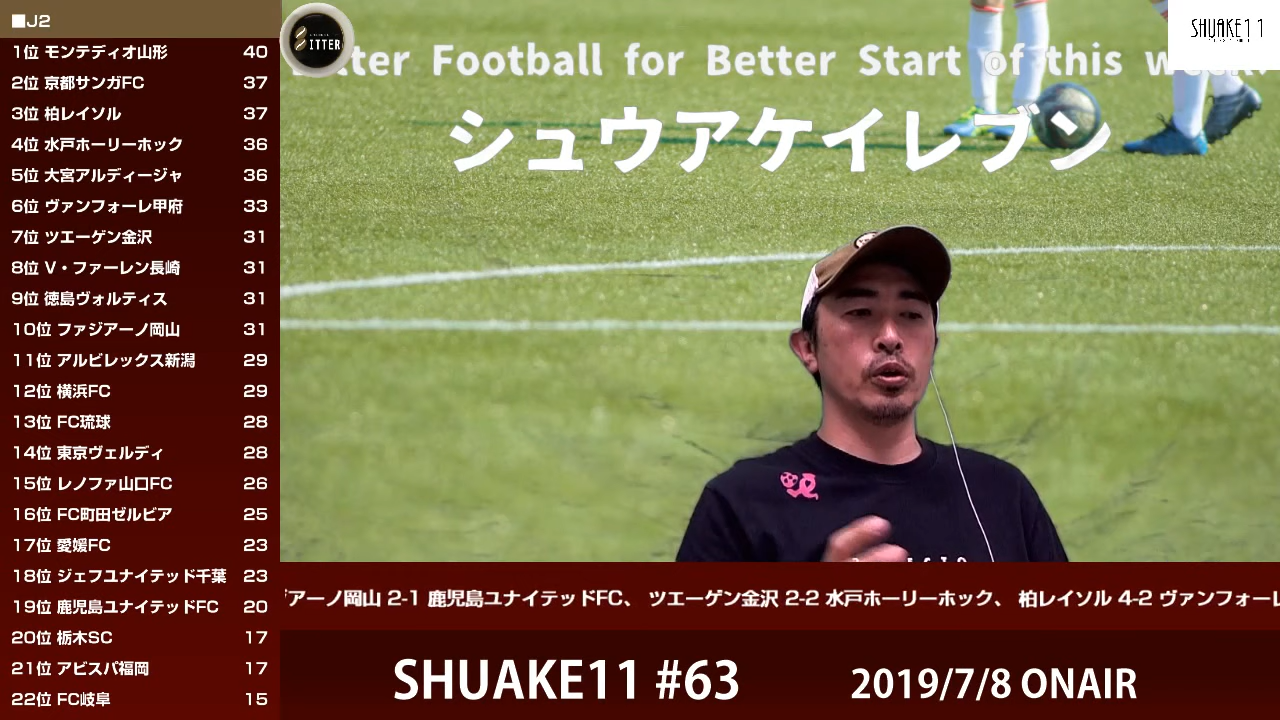 ■J2
1位 モンテディオ山形 40
2位 京都サンガFC 37
3位 柏レイソル 37
4位 水戸ホーリーホック 36
5位 大宮アルディージャ 36
6位 ヴァンフォーレ甲府 33
7位 ツエーゲン金沢 31
8位 V・ファーレン長崎 31
9位 徳島ヴォルティス 31
10位 ファジアーノ岡山 31
11位 アルビレックス新潟 29
12位 横浜FC 29
13位 FC琉球 28
14位 東京ヴェルディ 28
15位 レノファ山口FC 26
16位 FC町田ゼルビア 25
17位 愛媛FC 23
18位 ジェフユナイテッド千葉 23
19位 鹿児島ユナイテッドFC 20
20位 栃木SC 17
21位 アビスパ福岡 17
22位 FC岐阜 15
ITTER
SHUAKE11
Football for Better Start of this
シュウアケイレブン
アーノ岡山 2-1 鹿児島ユナイテッドFC、 ツエーゲン金沢 2-2 水戸ホーリーホック、 柏レイソル 4-2 ヴァンフォーレ
SHUAKE11 #63
2019/7/8 ONAIR